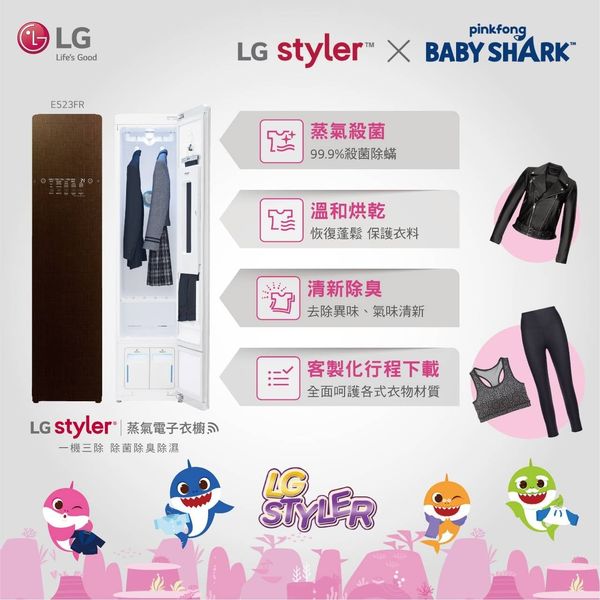 LG
Life's Good
LG styler™ × pinkfong BABY SHARK™
E523FR
蒸氣殺菌
99.9%殺菌除蟎
溫和烘乾
恢復蓬鬆 保護衣料
清新除臭
去除異味、氣味清新
客製化行程下載
全面呵護各式衣物材質
LG styler® 蒸氣電子衣櫥
一機三除 除菌除臭除濕
LG
STYLER